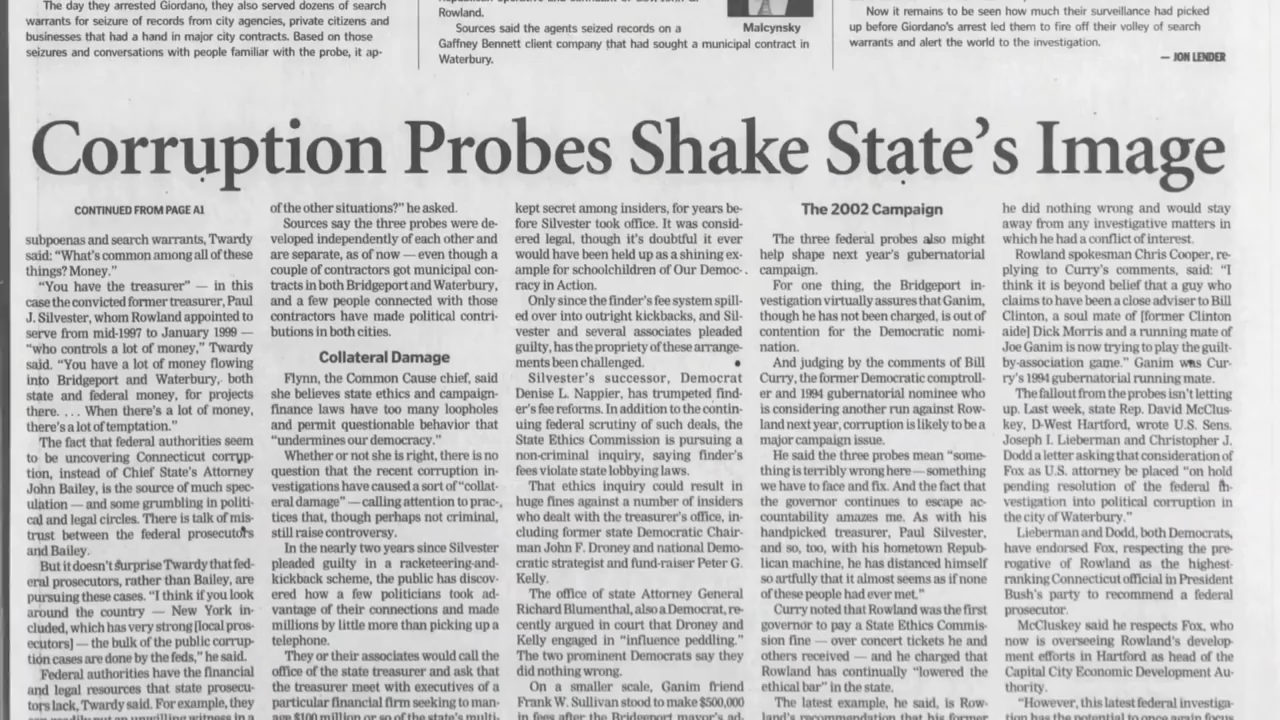 The day they arrested Giordano, they also served dozens of search
warrants for seizure of records from city agencies, private citizens and
businesses that had a hand in major city contracts. Based on those
seizures and conversations with people familiar with the probe, it ap-
Rowland.
Sources said the agents seized records on a
Gaffney Bennett client company that had sought a municipal contract in
Waterbury.
Malcynsky
Now it remains to be seen how much their surveillance had picked
up before Giordano's arrest led them to fire off their volley of search
warrants and alert the world to the investigation.
— JON LENDER
Corruption Probes Shake State's Image
CONTINUED FROM PAGE A1
subpoenas and search warrants, Twardy
said: "What's common among all of these
things? Money."
"You have the treasurer" — in this
case the convicted former treasurer, Paul
J. Silvester, whom Rowland appointed to
serve from mid-1997 to January 1999 —
"who controls a lot of money," Twardy
said. "You have a lot of money flowing
into Bridgeport and Waterbury, both
state and federal money, for projects
there. . . . When there's a lot of money,
there's a lot of temptation."
The fact that federal authorities seem
to be uncovering Connecticut corrup-
tion, instead of Chief State's Attorney
John Bailey, is the source of much spec-
ulation — and some grumbling in politi-
cal and legal circles. There is talk of mis-
trust between the federal prosecutors
and Bailey.
But it doesn't surprise Twardy that fed-
eral prosecutors, rather than Bailey, are
pursuing these cases. "I think if you look
around the country — New York in-
cluded, which has very strong [local pros-
ecutors] — the bulk of the public corrup-
tion cases are done by the feds," he said.
Federal authorities have the financial
and legal resources that state prosecu-
tors lack, Twardy said. For example, they
of the other situations?" he asked.
Sources say the three probes were de-
veloped independently of each other and
are separate, as of now — even though a
couple of contractors got municipal con-
tracts in both Bridgeport and Waterbury,
and a few people connected with those
contractors have made political contri-
butions in both cities.
Collateral Damage
Flynn, the Common Cause chief, said
she believes state ethics and campaign-
finance laws have too many loopholes
and permit questionable behavior that
"undermines our democracy."
Whether or not she is right, there is no
question that the recent corruption in-
vestigations have caused a sort of "collat-
eral damage" — calling attention to prac-
tices that, though perhaps not criminal,
still raise controversy.
In the nearly two years since Silvester
pleaded guilty in a racketeering-and-
kickback scheme, the public has discov-
ered how a few politicians took ad-
vantage of their connections and made
millions by little more than picking up a
telephone.
They or their associates would call the
office of the state treasurer and ask that
the treasurer meet with executives of a
particular financial firm seeking to man-
age $100 million or so of the state's multi-
kept secret among insiders, for years be-
fore Silvester took office. It was consid-
ered legal, though it's doubtful it ever
would have been held up as a shining ex-
ample for schoolchildren of Our Democ-
racy in Action.
Only since the finder's fee system spill-
ed over into outright kickbacks, and Sil-
vester and several associates pleaded
guilty, has the propriety of these arrange-
ments been challenged.
Silvester's successor, Democrat
Denise L. Nappier, has trumpeted find-
er's fee reforms. In addition to the contin-
uing federal scrutiny of such deals, the
State Ethics Commission is pursuing a
non-criminal inquiry, saying finder's
fees violate state lobbying laws.
That ethics inquiry could result in
huge fines against a number of insiders
who dealt with the treasurer's office, in-
cluding former state Democratic Chair-
man John F. Droney and national Demo-
cratic strategist and fund-raiser Peter G.
Kelly.
The office of state Attorney General
Richard Blumenthal, also a Democrat, re-
cently argued in court that Droney and
Kelly engaged in "influence peddling."
The two prominent Democrats say they
did nothing wrong.
On a smaller scale, Ganim friend
Frank W. Sullivan stood to make $500,000
in fees after the Bridgeport mayor's ad-
The 2002 Campaign
The three federal probes also might
help shape next year's gubernatorial
campaign.
For one thing, the Bridgeport in-
vestigation virtually assures that Ganim,
though he has not been charged, is out of
contention for the Democratic nomi-
nation.
And judging by the comments of Bill
Curry, the former Democratic comptroll-
er and 1994 gubernatorial nominee who
is considering another run against Row-
land next year, corruption is likely to be a
major campaign issue.
He said the three probes mean "some-
thing is terribly wrong here — something
we have to face and fix. And the fact that
the governor continues to escape ac-
countability amazes me. As with his
handpicked treasurer, Paul Silvester,
and so, too, with his hometown Repub-
lican machine, he has distanced himself
so artfully that it almost seems as if none
of these people had ever met."
Curry noted that Rowland was the first
governor to pay a State Ethics Commis-
sion fine — over concert tickets he and
others received — and he charged that
Rowland has continually "lowered the
ethical bar" in the state.
The latest example, he said, is Row-
land's recommendation that his former
he did nothing wrong and would stay
away from any investigative matters in
which he had a conflict of interest.
Rowland spokesman Chris Cooper, re-
plying to Curry's comments, said: "I
think it is beyond belief that a guy who
claims to have been a close adviser to Bill
Clinton, a soul mate of [former Clinton
aide] Dick Morris and a running mate of
Joe Ganim is now trying to play the guilt-
by-association game." Ganim was Cur-
ry's 1994 gubernatorial running mate.
The fallout from the probes isn't letting
up. Last week, state Rep. David McClus-
key, D-West Hartford, wrote U.S. Sens.
Joseph I. Lieberman and Christopher J.
Dodd a letter asking that consideration of
Fox as U.S. attorney be placed "on hold
pending resolution of the federal in-
vestigation into political corruption in
the city of Waterbury."
Lieberman and Dodd, both Democrats,
have endorsed Fox, respecting the pre-
rogative of Rowland as the highest-
ranking Connecticut official in President
Bush's party to recommend a federal
prosecutor.
McCluskey said he respects Fox, who
now is overseeing Rowland's develop-
ment efforts in Hartford as head of the
Capital City Economic Development Au-
thority.
"However, this latest federal investiga-